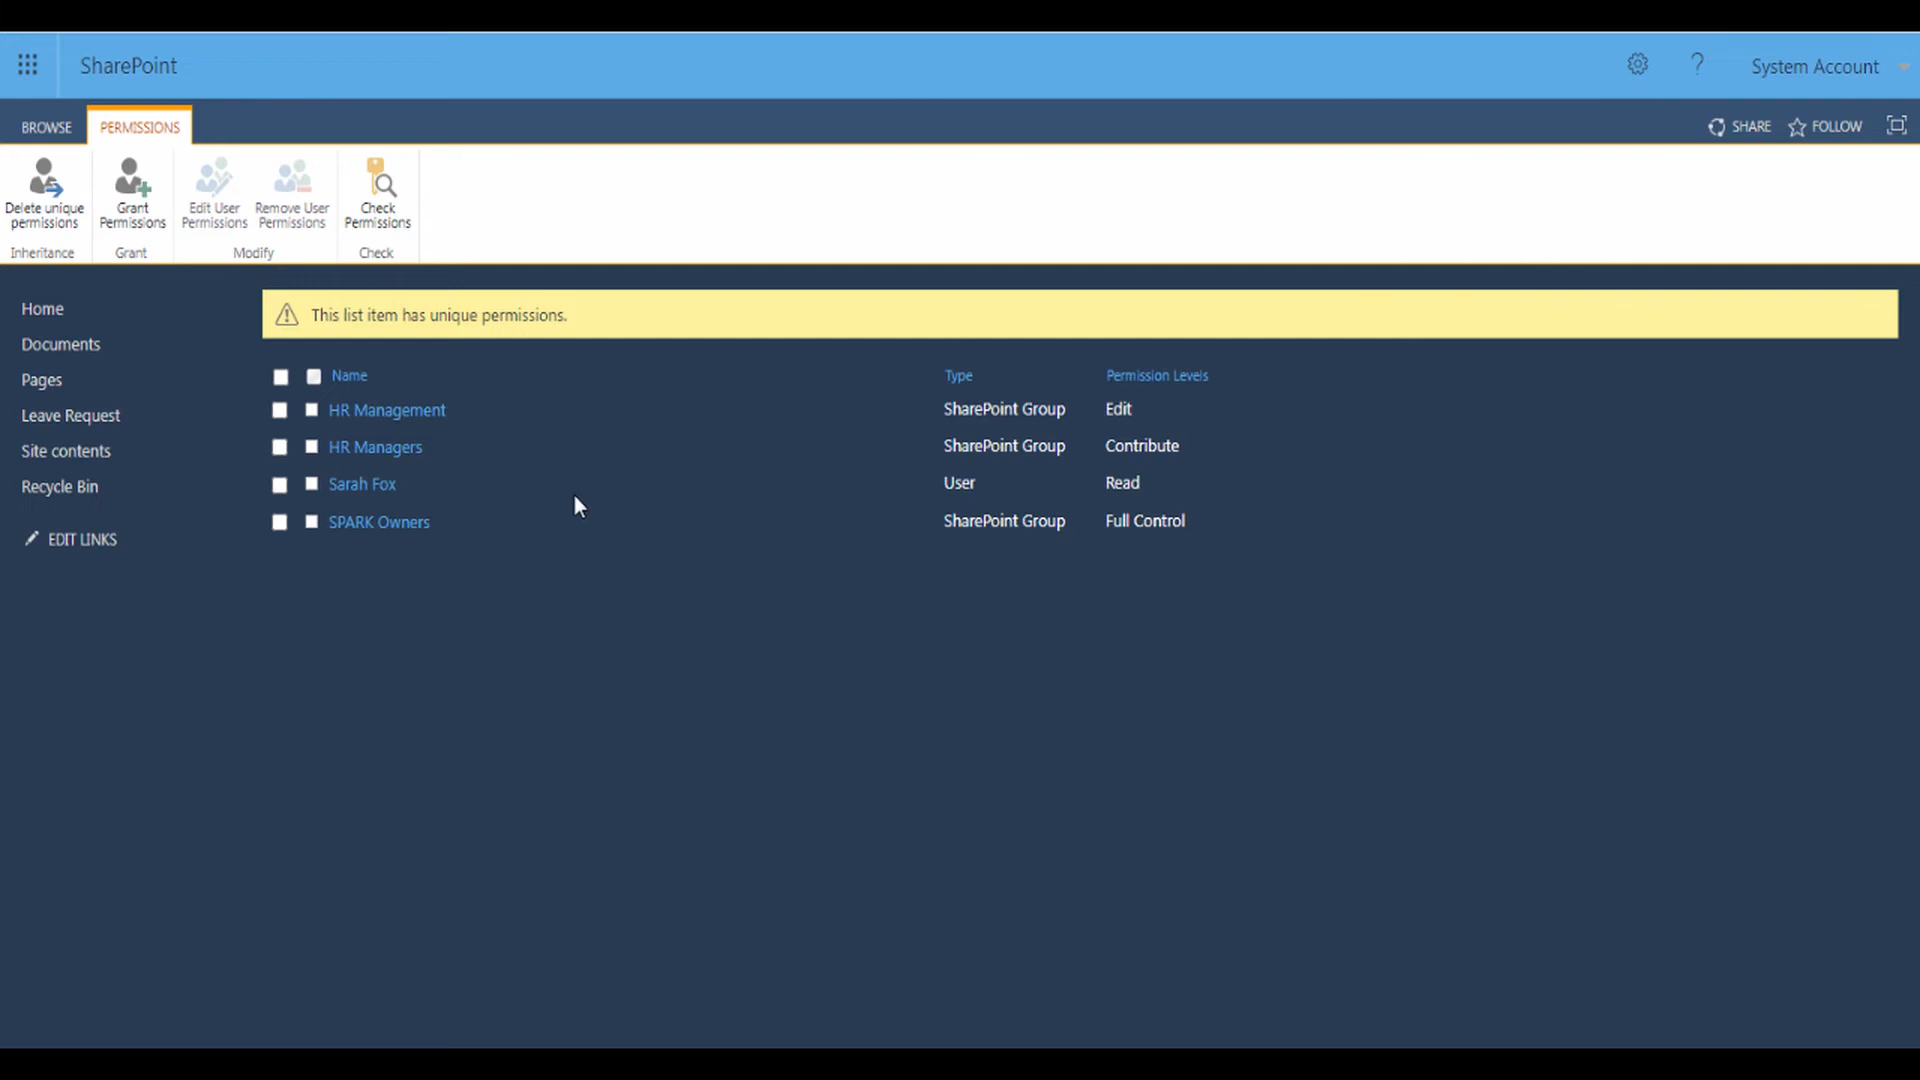 SharePoint
? System Account
BROWSE PERMISSIONS
SHARE FOLLOW
Delete unique permissions
Grant Permissions
Edit User Permissions
Remove User Permissions
Check Permissions
Inheritance Grant Modify Check
Home
Documents
Pages
Leave Request
Site contents
Recycle Bin
EDIT LINKS
This list item has unique permissions.
Name Type Permission Levels
HR Management SharePoint Group Edit
HR Managers SharePoint Group Contribute
Sarah Fox User Read
SPARK Owners SharePoint Group Full Control